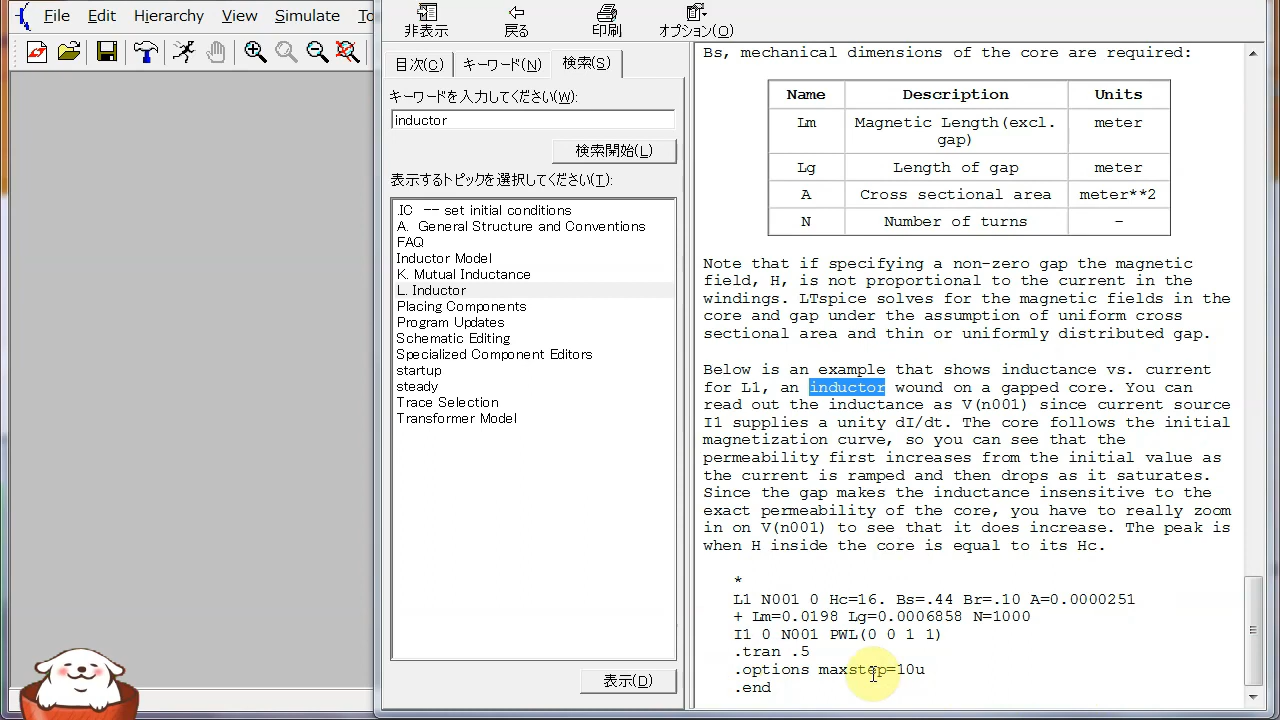 File Edit Hierarchy View Simulate To
非表示 戻る 印刷 オプション(O)
目次(C) キーワード(N) 検索(S)
キーワードを入力してください(W):
inductor
検索開始(L)
表示するトピックを選択してください(T):
.IC -- set initial conditions
A. General Structure and Conventions
FAQ
Inductor Model
K. Mutual Inductance
L. Inductor
Placing Components
Program Updates
Schematic Editing
Specialized Component Editors
startup
steady
Trace Selection
Transformer Model
表示(D)
Bs, mechanical dimensions of the core are required:
Name Description Units
Lm Magnetic Length(excl. meter
gap)
Lg Length of gap meter
A Cross sectional area meter**2
N Number of turns -
Note that if specifying a non-zero gap the magnetic
field, H, is not proportional to the current in the
windings. LTspice solves for the magnetic fields in the
core and gap under the assumption of uniform cross
sectional area and thin or uniformly distributed gap.
Below is an example that shows inductance vs. current
for L1, an inductor wound on a gapped core. You can
read out the inductance as V(n001) since current source
I1 supplies a unity dI/dt. The core follows the initial
magnetization curve, so you can see that the
permeability first increases from the initial value as
the current is ramped and then drops as it saturates.
Since the gap makes the inductance insensitive to the
exact permeability of the core, you have to really zoom
in on V(n001) to see that it does increase. The peak is
when H inside the core is equal to its Hc.
*
L1 N001 0 Hc=16. Bs=.44 Br=.10 A=0.0000251
+ Lm=0.0198 Lg=0.0006858 N=1000
I1 0 N001 PWL(0 0 1 1)
.tran .5
.options maxstep=10u
.end